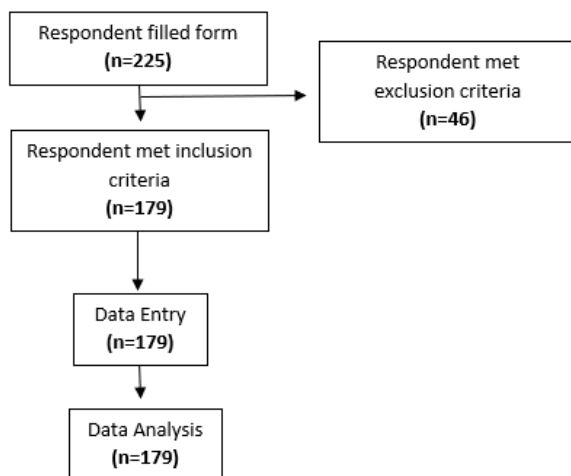 Respondent filled form
(n=225)
Respondent met
exclusion criteria
(n=46)
Respondent met inclusion
criteria
(n=179)
Data Entry
(n=179)
Data Analysis
(n=179)